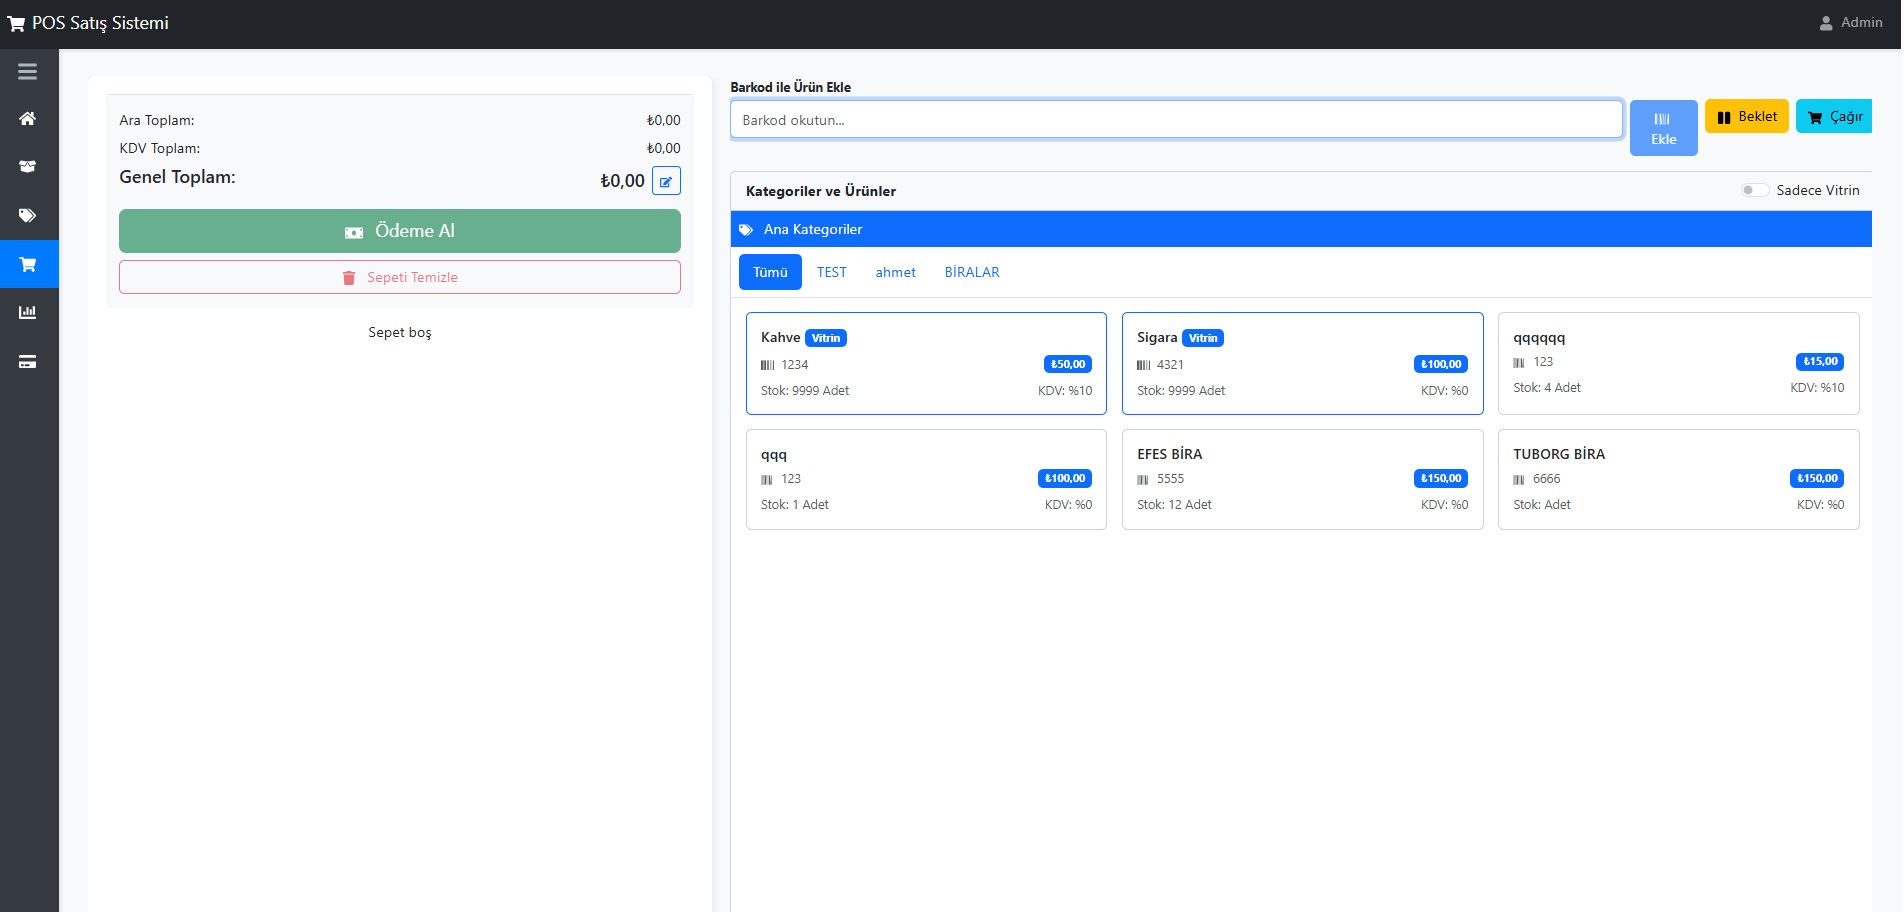 POS Satış Sistemi
Admin
Ara Toplam: ₺0,00
KDV Toplam: ₺0,00
Genel Toplam: ₺0,00
Ödeme Al
Sepeti Temizle
Sepet boş
Barkod ile Ürün Ekle
Barkod okutun...
Ekle
Beklet
Çağır
Kategoriler ve Ürünler
Sadece Vitrin
Ana Kategoriler
Tümü TEST ahmet BİRALAR
Kahve Vitrin
1234 ₺50,00
Stok: 9999 Adet KDV: %10
Sigara Vitrin
4321 ₺100,00
Stok: 9999 Adet KDV: %0
qqqqqq
123 ₺15,00
Stok: 4 Adet KDV: %10
qqq
123 ₺100,00
Stok: 1 Adet KDV: %0
EFES BİRA
5555 ₺150,00
Stok: 12 Adet KDV: %0
TUBORG BİRA
6666 ₺150,00
Stok: Adet KDV: %0